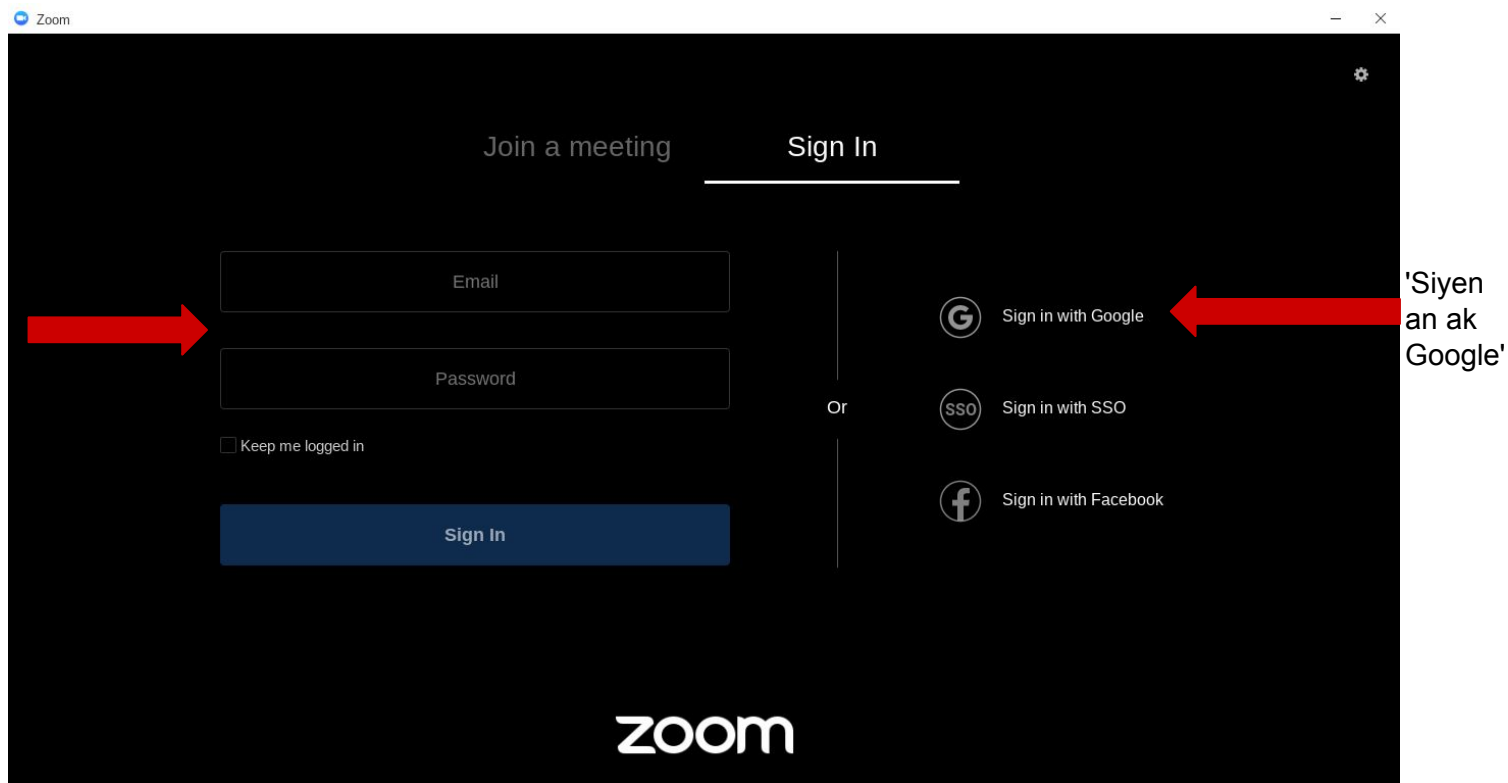 Zoom
Join a meeting
Sign In
Email
Password
Keep me logged in
Sign In
Or
Sign in with Google
SSO
Sign in with SSO
Sign in with Facebook
'Siyen
an ak
Google'
zoom